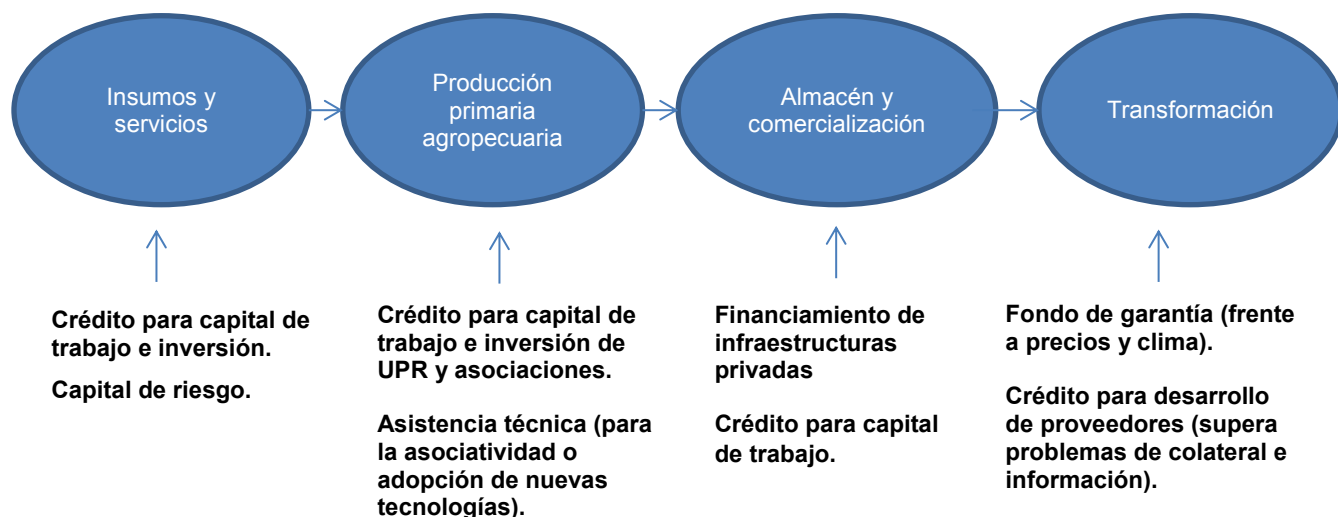 Insumos y
servicios
Producción
primaria
agropecuaria
Almacén y
comercialización
Transformación
Crédito para capital de
trabajo e inversión.
Capital de riesgo.
Crédito para capital de
trabajo e inversión de
UPR y asociaciones.
Asistencia técnica (para
la asociatividad o
adopción de nuevas
tecnologías).
Financiamiento de
infraestructuras
privadas
Crédito para capital
de trabajo.
Fondo de garantía (frente
a precios y clima).
Crédito para desarrollo
de proveedores (supera
problemas de colateral e
información).